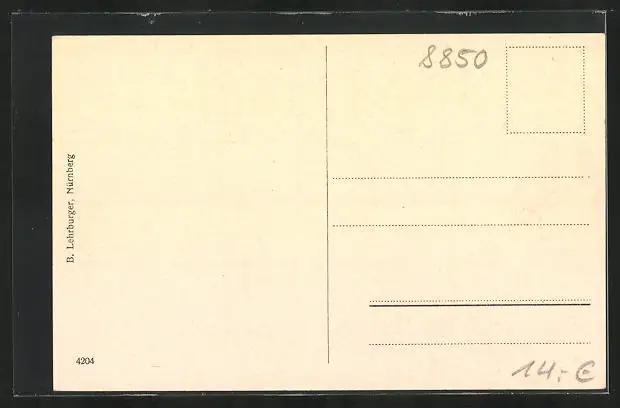 8850
B. Lehrburger, Nürnberg
4204
14,- €